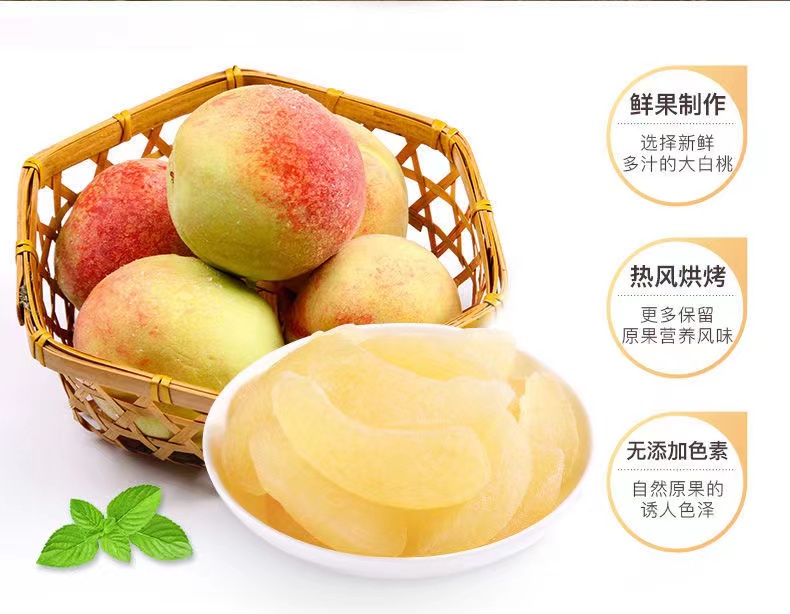 鲜果制作
选择新鲜
多汁的大白桃
热风烘烤
更多保留
原果营养风味
无添加色素
自然原果的
诱人色泽